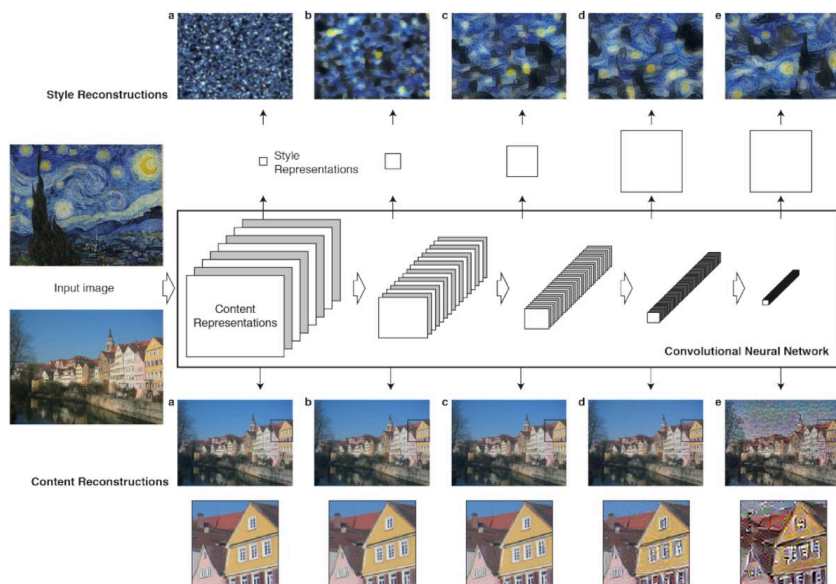 a
b
c
d
e
Style Reconstructions
Style
Representations
Input image
Content
Representations
Convolutional Neural Network
a
b
c
d
e
Content Reconstructions